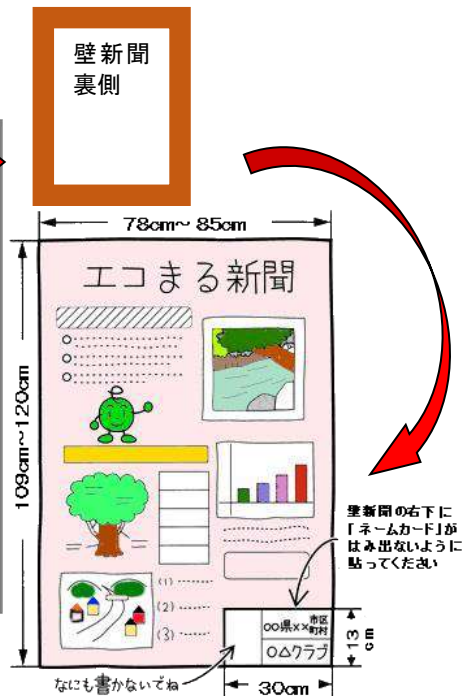 壁新聞
裏側
78cm~85cm
エコまる新聞
109cm~120cm
(1)
(2)
(3)
壁新聞の右下に
「ネームカード」が
はみ出ないように
貼ってください
○○県××市区町村
○△クラブ
13cm
なにも書かないでね
30cm